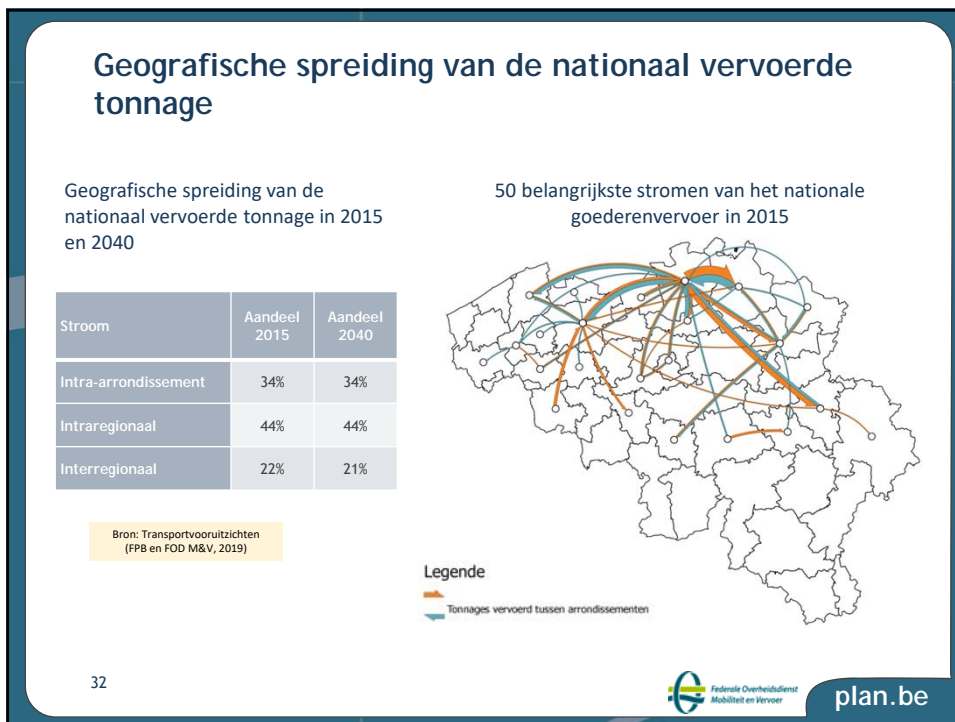 Geografische spreiding van de nationaal vervoerde
tonnage
Geografische spreiding van de
nationaal vervoerde tonnage in 2015
en 2040
Stroom
Aandeel
2015
Aandeel
2040
Intra-arrondissement
34%
34%
Intraregionaal
44%
44%
Interregionaal
22%
21%
Bron: Transportvooruitzichten
(FPB en FOD M&V, 2019)
50 belangrijkste stromen van het nationale
goederenvervoer in 2015
Legende
Tonnages vervoerd tussen arrondissementen
32
Federale Overheidsdienst
Mobiliteit en Vervoer
plan.be